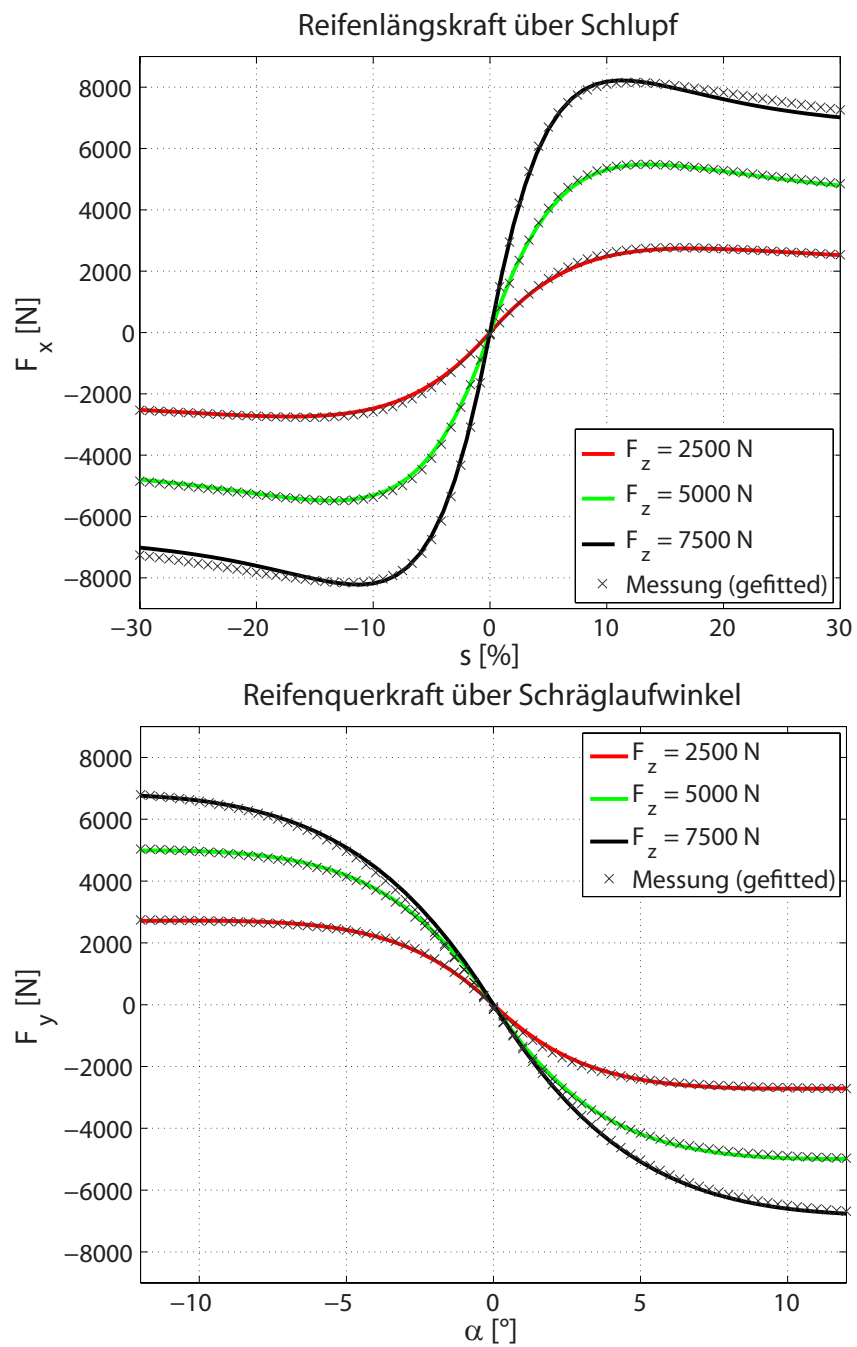 Reifenlängskraft über Schlupf
8000
6000
4000
2000
0
−2000
−4000
−6000
−8000
F_x [N]
−30 −20 −10 0 10 20 30
s [%]
F_z = 2500 N
F_z = 5000 N
F_z = 7500 N
Messung (gefitted)
Reifenquerkraft über Schräglaufwinkel
8000
6000
4000
2000
0
−2000
−4000
−6000
−8000
F_y [N]
−10 −5 0 5 10
α [°]
F_z = 2500 N
F_z = 5000 N
F_z = 7500 N
Messung (gefitted)